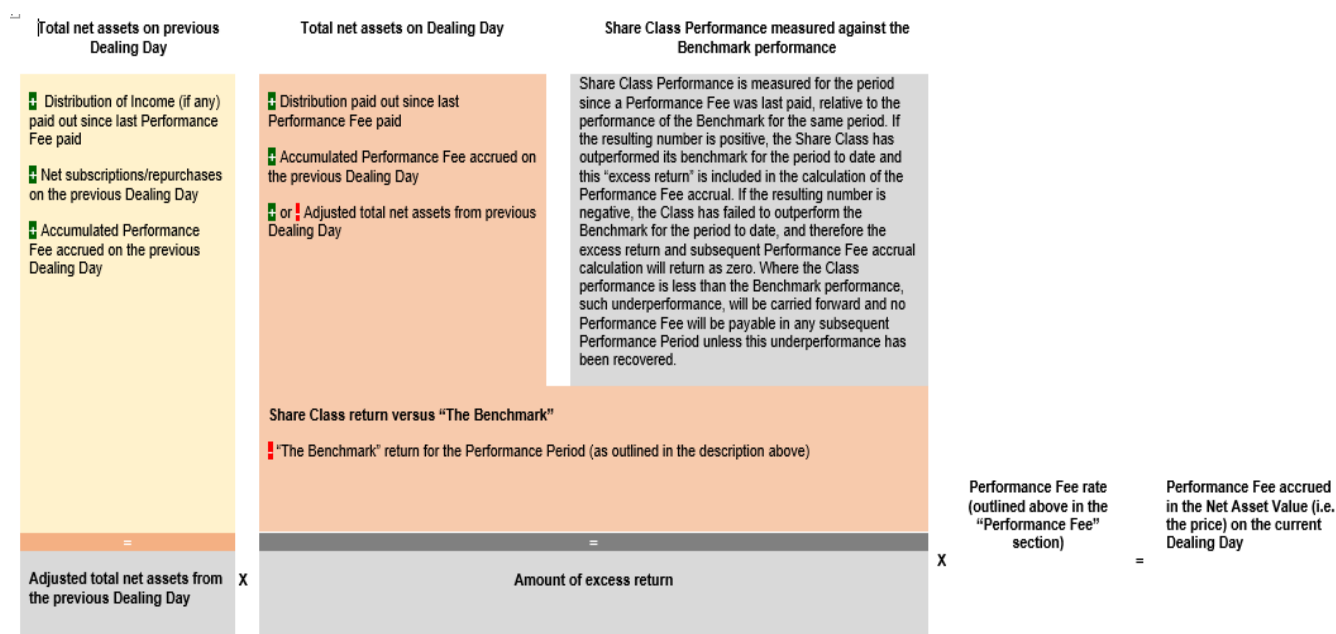 Total net assets on previous
Dealing Day
Total net assets on Dealing Day
Share Class Performance measured against the
Benchmark performance
+ Distribution of Income (if any)
paid out since last Performance
Fee paid
+ Net subscriptions/repurchases
on the previous Dealing Day
+ Accumulated Performance
Fee accrued on the previous
Dealing Day
+ Distribution paid out since last
Performance Fee paid
+ Accumulated Performance Fee accrued on
the previous Dealing Day
+ or ! Adjusted total net assets from previous
Dealing Day
Share Class Performance is measured for the period
since a Performance Fee was last paid, relative to the
performance of the Benchmark for the same period. If
the resulting number is positive, the Share Class has
outperformed its benchmark for the period to date and
this “excess return” is included in the calculation of
the Performance Fee accrual. If the resulting number is
negative, the Class has failed to outperform the
Benchmark for the period to date, and therefore the
excess return and subsequent Performance Fee accrual
calculation will return as zero. Where the Class
performance is less than the Benchmark performance,
such underperformance, will be carried forward and no
Performance Fee will be payable in any subsequent
Performance Period unless this underperformance has
been recovered.
Share Class return versus “The Benchmark”
! “The Benchmark” return for the Performance Period (as outlined in the description above)
=
=
Adjusted total net assets from
the previous Dealing Day
X
Amount of excess return
X
Performance Fee rate
(outlined above in the
“Performance Fee”
section)
=
Performance Fee accrued
in the Net Asset Value (i.e.
the price) on the current
Dealing Day